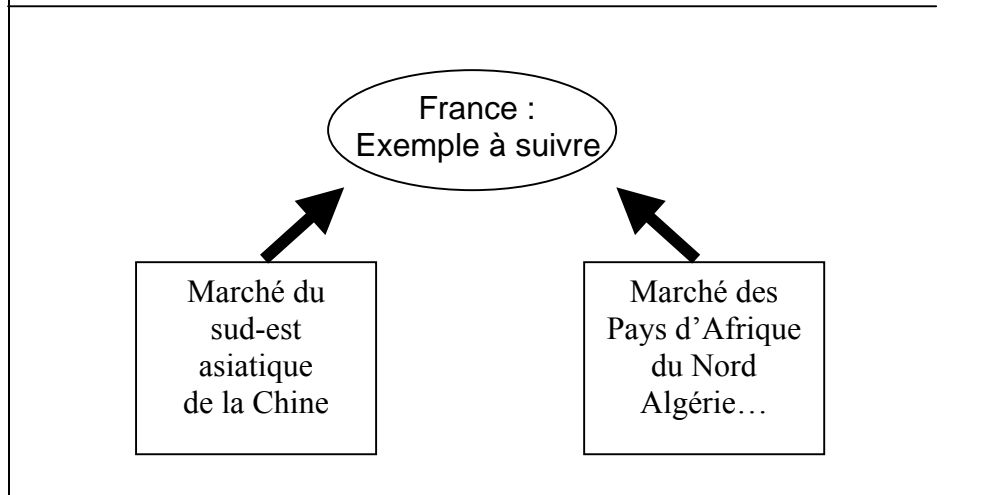 France :
Exemple à suivre
Marché du
sud-est
asiatique
de la Chine
Marché des
Pays d’Afrique
du Nord
Algérie…